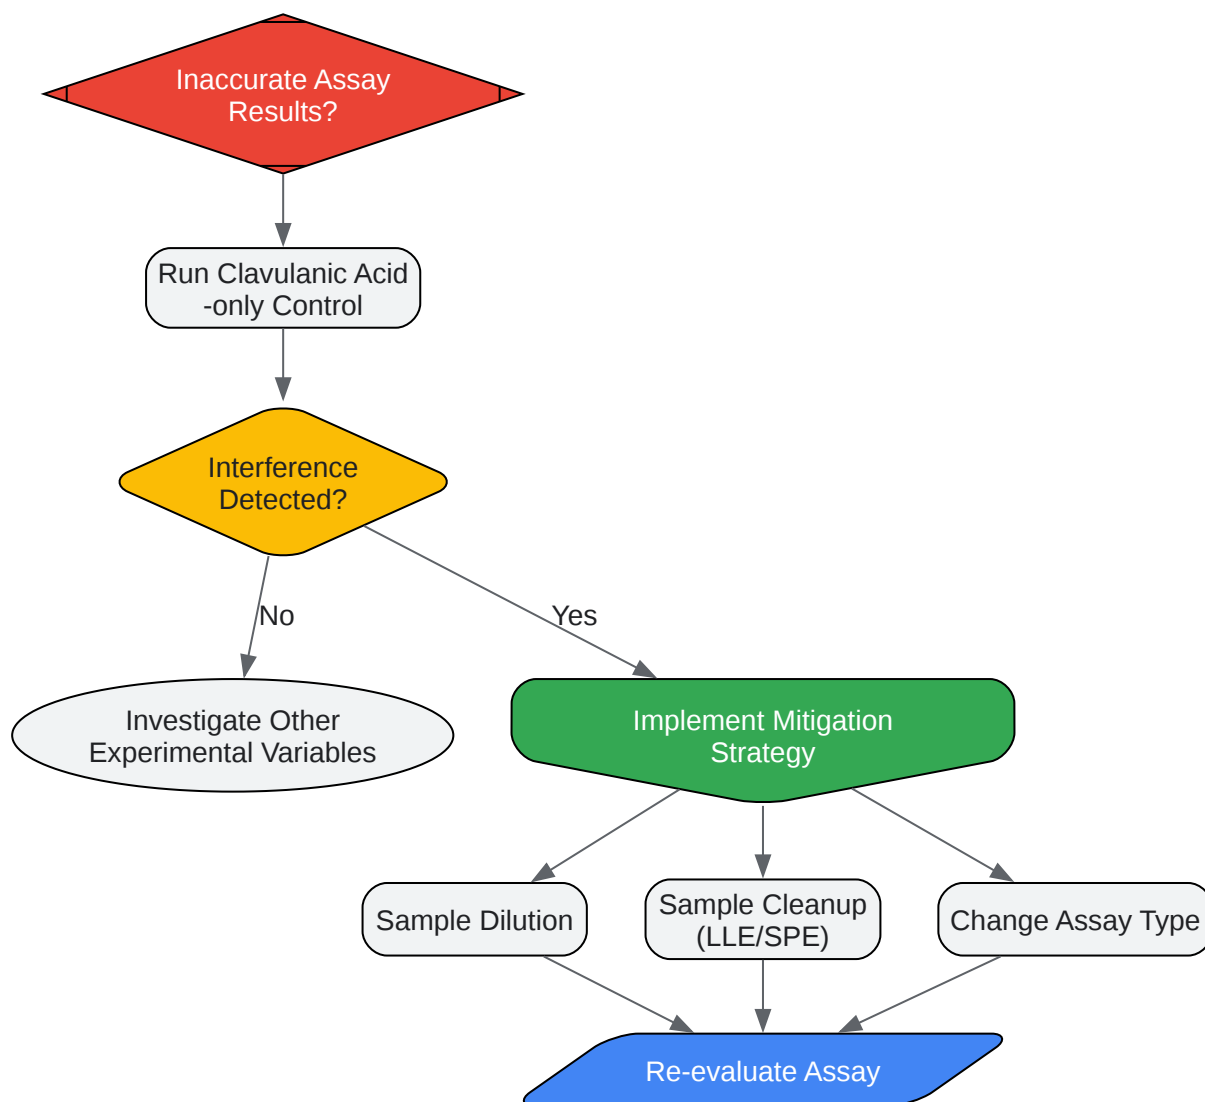 Inaccurate Assay
Results?
Run Clavulanic Acid
-only Control
Interference
Detected?
No
Yes
Investigate Other
Experimental Variables
Implement Mitigation
Strategy
Sample Dilution
Sample Cleanup
(LLE/SPE)
Change Assay Type
Re-evaluate Assay